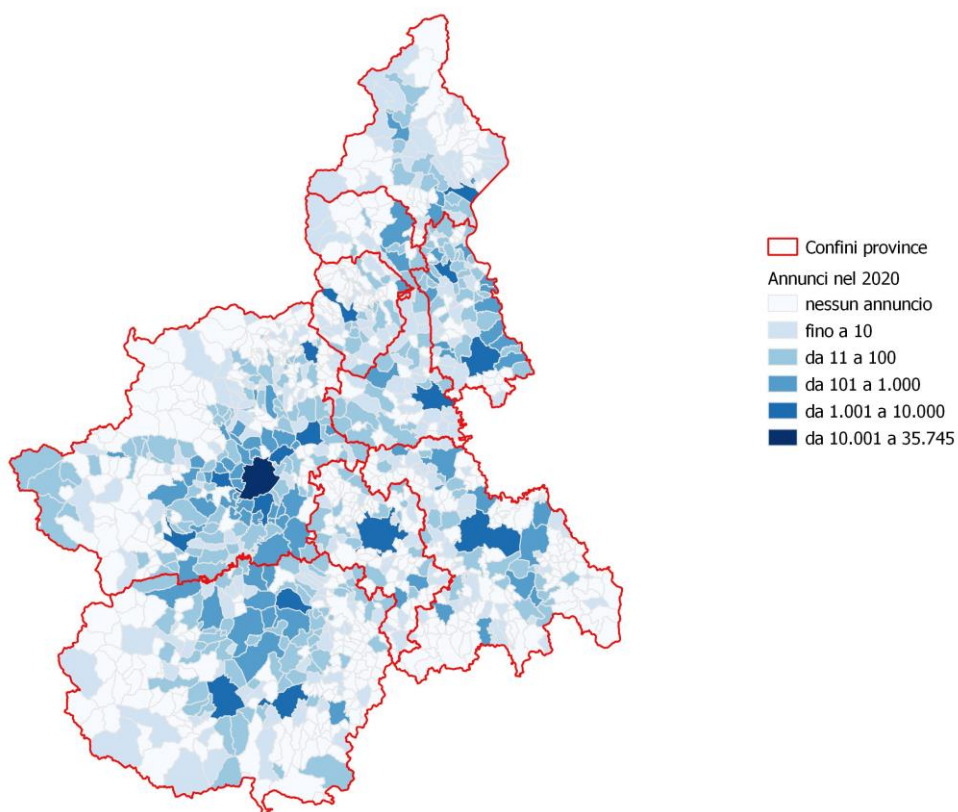 Confini province
Annunci nel 2020
nessun annuncio
fino a 10
da 11 a 100
da 101 a 1.000
da 1.001 a 10.000
da 10.001 a 35.745